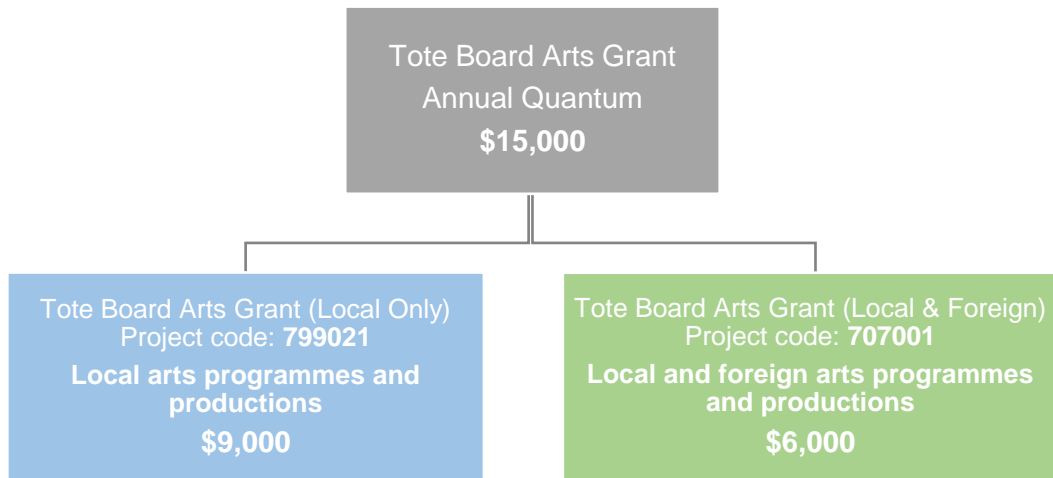 Tote Board Arts Grant
Annual Quantum
$15,000
Tote Board Arts Grant (Local Only)
Project code: 799021
Local arts programmes and
productions
$9,000
Tote Board Arts Grant (Local & Foreign)
Project code: 707001
Local and foreign arts programmes
and productions
$6,000